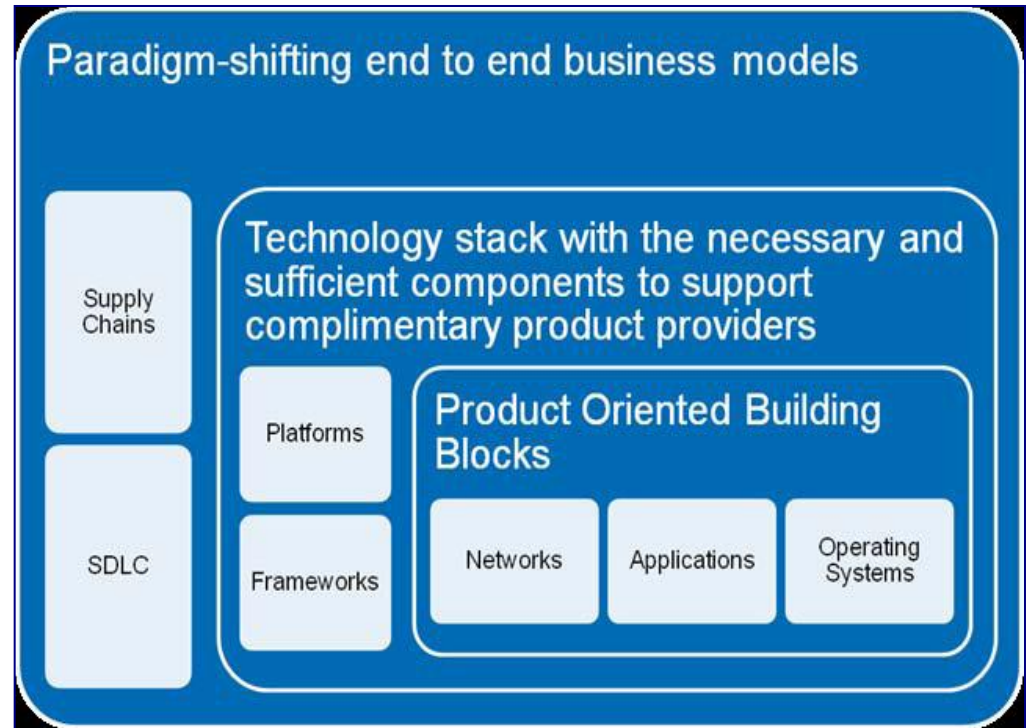 Paradigm-shifting end to end business models
Supply
Chains
SDLC
Technology stack with the necessary and
sufficient components to support
complimentary product providers
Platforms
Frameworks
Product Oriented Building
Blocks
Networks
Applications
Operating
Systems